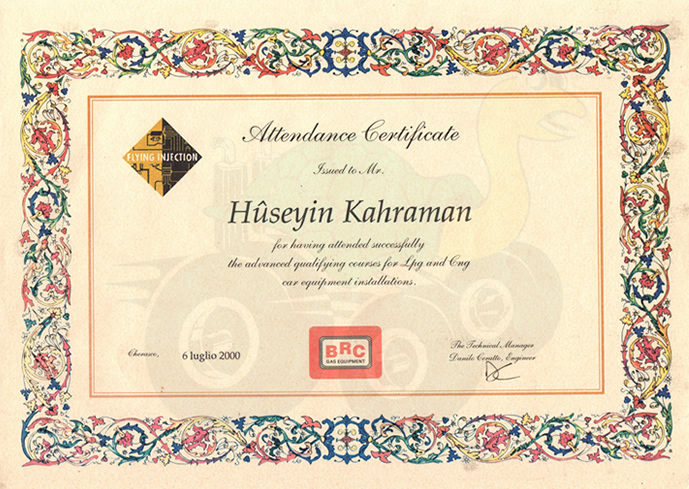 FLYING INJECTION
Attendance Certificate
Issued to Mr.
Hûseyin Kahraman
for having attended successfully
the advanced qualifying courses for Lpg and Cng
car equipment installations.
Cherasco, 6 luglio 2000
BRC
GAS EQUIPMENT
The Technical Manager
Danilo Ceratto, Engineer